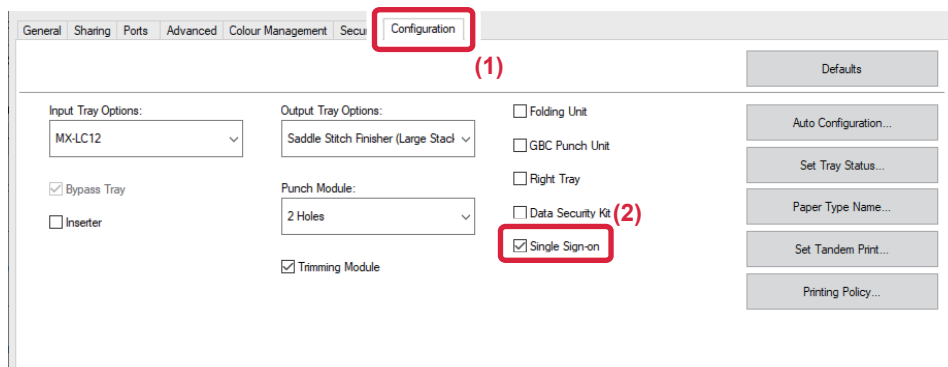 General Sharing Ports Advanced Colour Management Secu Configuration
(1)
Defaults
Input Tray Options:
MX-LC12
Bypass Tray
Inserter
Output Tray Options:
Saddle Stitch Finisher (Large Stack
Punch Module:
2 Holes
Trimming Module
Folding Unit
GBC Punch Unit
Right Tray
Data Security Kit
(2)
Single Sign-on
Auto Configuration...
Set Tray Status...
Paper Type Name...
Set Tandem Print...
Printing Policy...